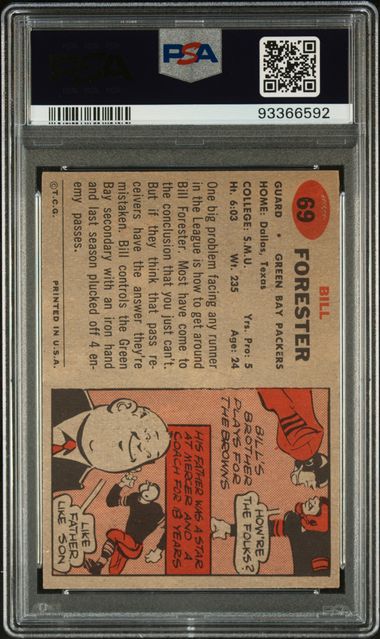 PSA
93366592
69
BILL
FORESTER
GUARD • GREEN BAY PACKERS
HOME: Dallas, Texas
COLLEGE: S.M.U. Yrs. Pro: 5
Ht. 6:03 Wt. 235 Age: 24
One big problem facing any runner
in the League is how to get around
Bill Forester. Most have come to
the conclusion that you just can't.
But if they think that pass re-
ceivers have the answer they're
mistaken. Bill controls the Green
Bay secondary with an iron hand
and last season plucked off 4 en-
emy passes.
©T.C.G. PRINTED IN U.S.A.
BILL'S
BROTHER
PLAYS FOR
THE BROWNS
HOW'RE
THE FOLKS?
HIS FATHER WAS A STAR
AT MERCER AND A
COACH FOR 8 YEARS
LIKE
FATHER
LIKE SON